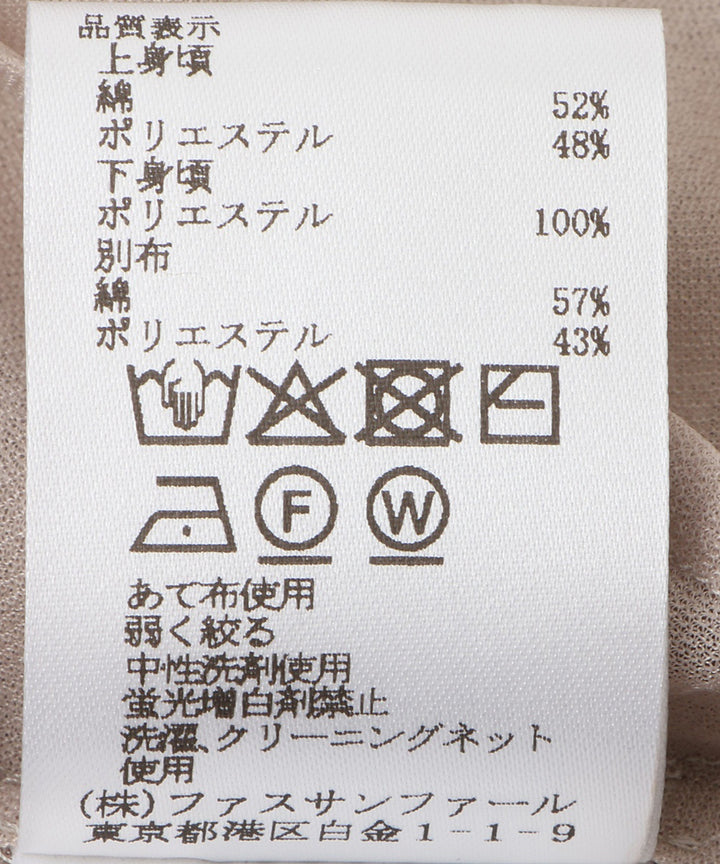 品質表示
上身頃
綿 52%
ポリエステル 48%
下身頃
ポリエステル 100%
別布
綿 57%
ポリエステル 43%
F W
あて布使用
弱く絞る
中性洗剤使用
蛍光増白剤禁止
洗濯、クリーニングネット
使用
(株)ファスサンファール
東京都港区白金1-1-9